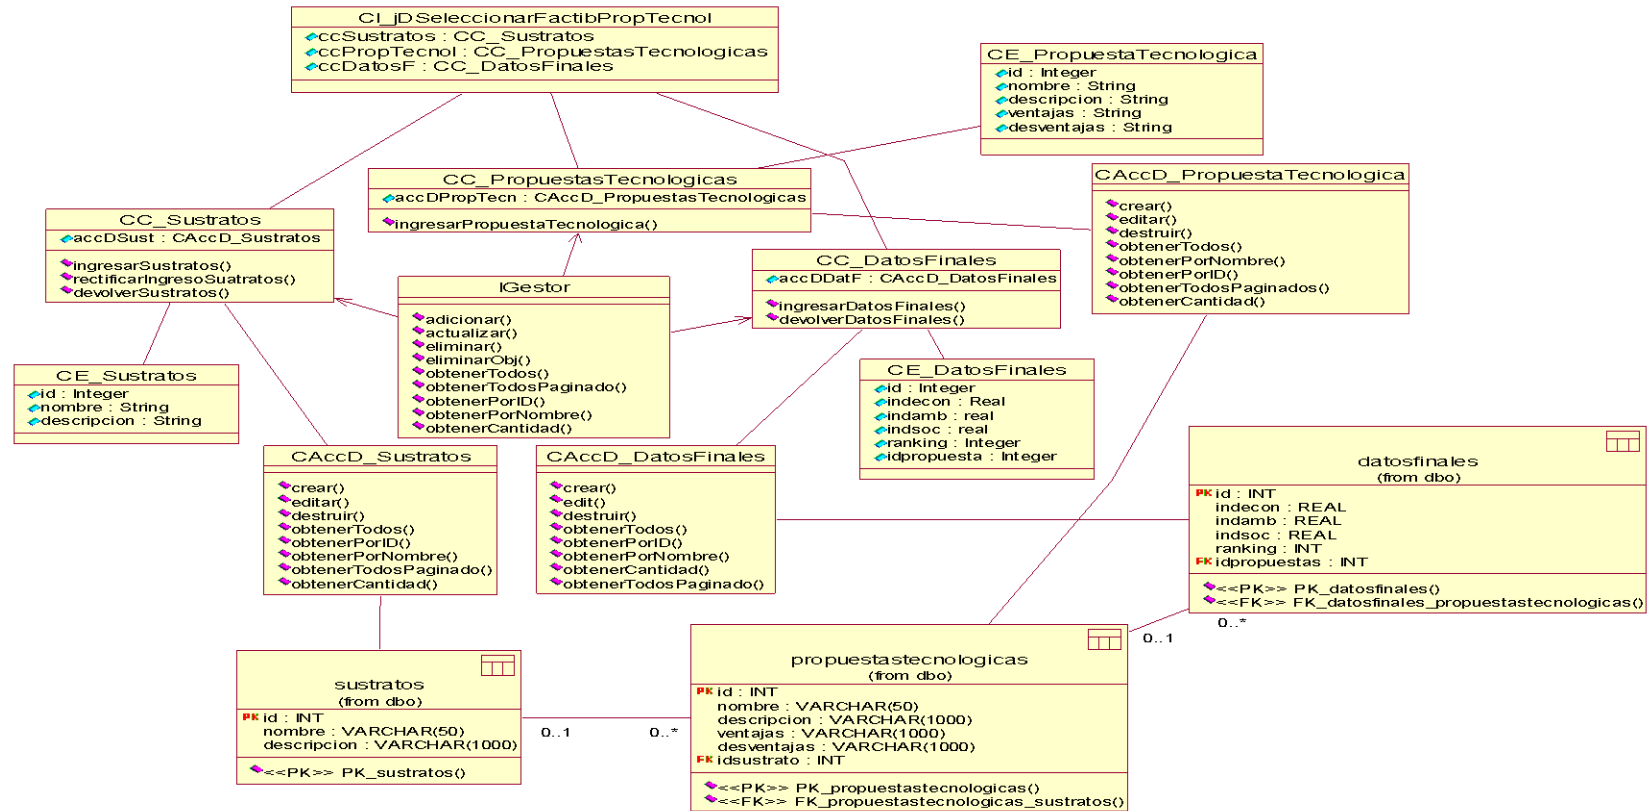 CI_jDSeleccionarFactibPropTecnol
ccSustratos : CC_Sustratos
ccPropTecnol : CC_PropuestasTecnologicas
ccDatosF : CC_DatosFinales
CE_PropuestaTecnologica
id : Integer
nombre : String
descripcion : String
ventajas : String
desventajas : String
CC_PropuestasTecnologicas
accDPropTecn : CAccD_PropuestasTecnologicas
ingresarPropuestaTecnologica()
CAccD_PropuestaTecnologica
crear()
editar()
destruir()
obtenerTodos()
obtenerPorNombre()
obtenerPorID()
obtenerTodosPaginados()
obtenerCantidad()
CC_Sustratos
accDSust : CAccD_Sustratos
ingresarSustratos()
rectificarIngresoSuatratos()
devolverSustratos()
CC_DatosFinales
accDDatF : CAccD_DatosFinales
ingresarDatosFinales()
devolverDatosFinales()
IGestor
adicionar()
actualizar()
eliminar()
eliminarObj()
obtenerTodos()
obtenerTodosPaginado()
obtenerPorID()
obtenerPorNombre()
obtenerCantidad()
CE_Sustratos
id : Integer
nombre : String
descripcion : String
CE_DatosFinales
id : Integer
indecon : Real
indamb : real
indsoc : real
ranking : Integer
idpropuesta : Integer
CAccD_Sustratos
crear()
editar()
destruir()
obtenerTodos()
obtenerPorID()
obtenerPorNombre()
obtenerTodosPaginado()
obtenerCantidad()
CAccD_DatosFinales
crear()
edit()
destruir()
obtenerTodos()
obtenerPorID()
obtenerPorNombre()
obtenerCantidad()
obtenerTodosPaginado()
datosfinales
(from dbo)
PK id : INT
indecon : REAL
indamb : REAL
indsoc : REAL
ranking : INT
FK idpropuestas : INT
<<PK>> PK_datosfinales()
<<FK>> FK_datosfinales_propuestastecnologicas()
0..1
0..*
sustratos
(from dbo)
PK id : INT
nombre : VARCHAR(50)
descripcion : VARCHAR(1000)
<<PK>> PK_sustratos()
0..1
0..*
propuestastecnologicas
(from dbo)
PK id : INT
nombre : VARCHAR(50)
descripcion : VARCHAR(1000)
ventajas : VARCHAR(1000)
desventajas : VARCHAR(1000)
FK idsustrato : INT
<<PK>> PK_propuestastecnologicas()
<<FK>> FK_propuestastecnologicas_sustratos()